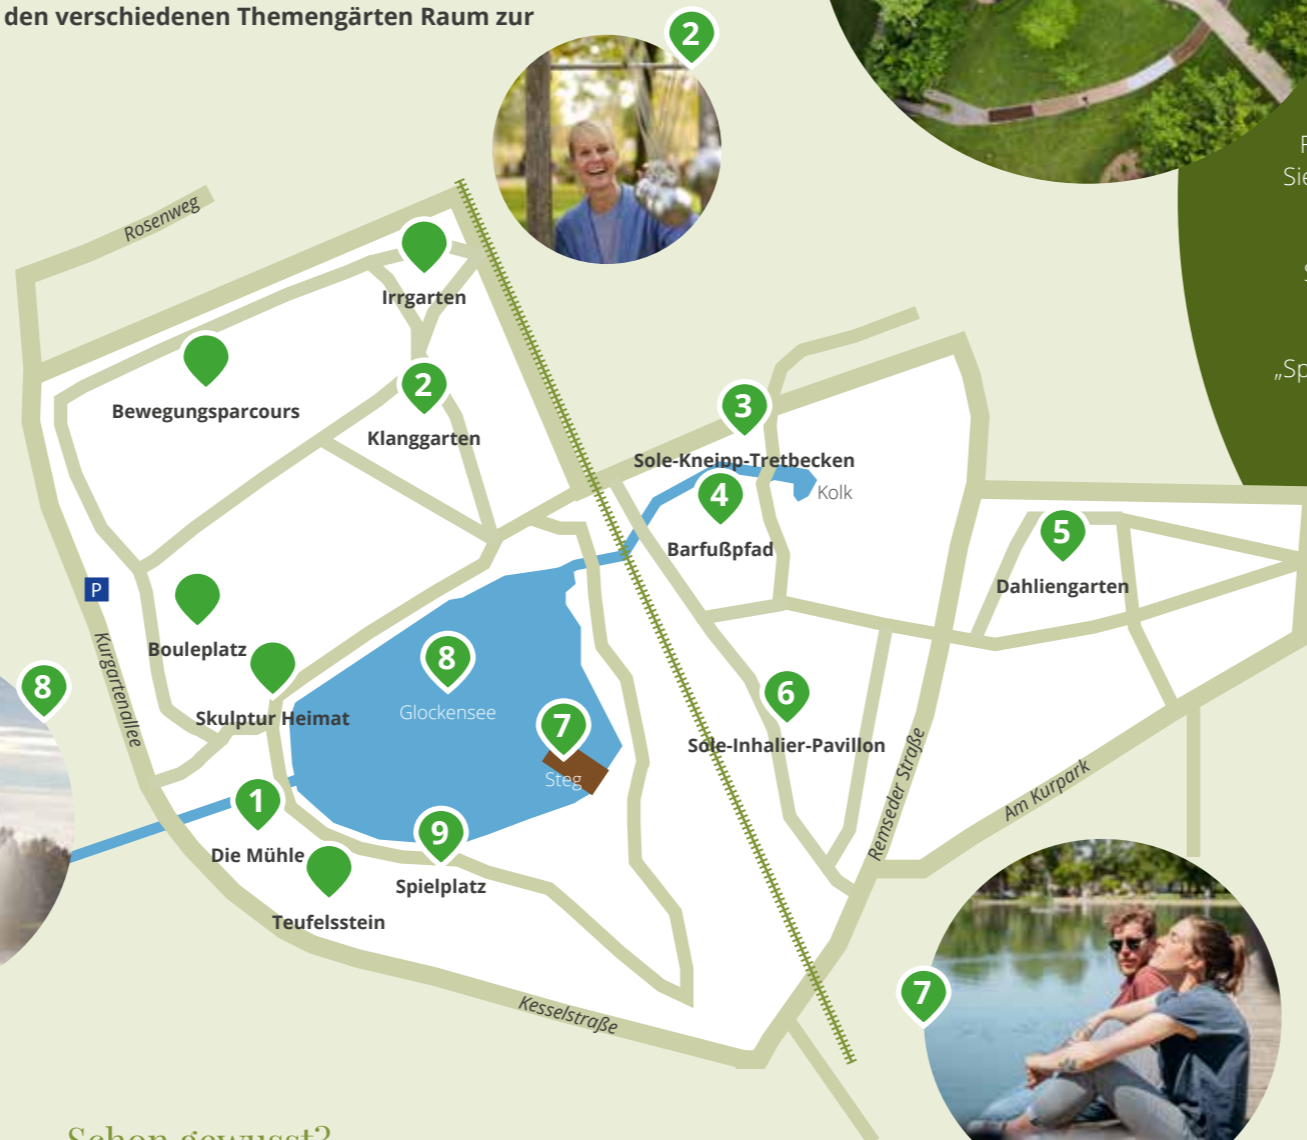 den verschiedenen Themengärten Raum zur
2
Rosenweg
Irrgarten
Bewegungsparcours
2
Klanggarten
3
Sole-Kneipp-Tretbecken
4
Kolk
Barfußpfad
5
Dahliengarten
P
Bouleplatz
Kurgartenallee
8
Skulptur Heimat
8
Glockensee
7
Steg
6
Sole-Inhalier-Pavillon
Remseder Straße
Am Kurpark
1
Die Mühle
9
Spielplatz
Teufelsstein
Kesselstraße
7
Schon gewusst?
„Sp
Sie